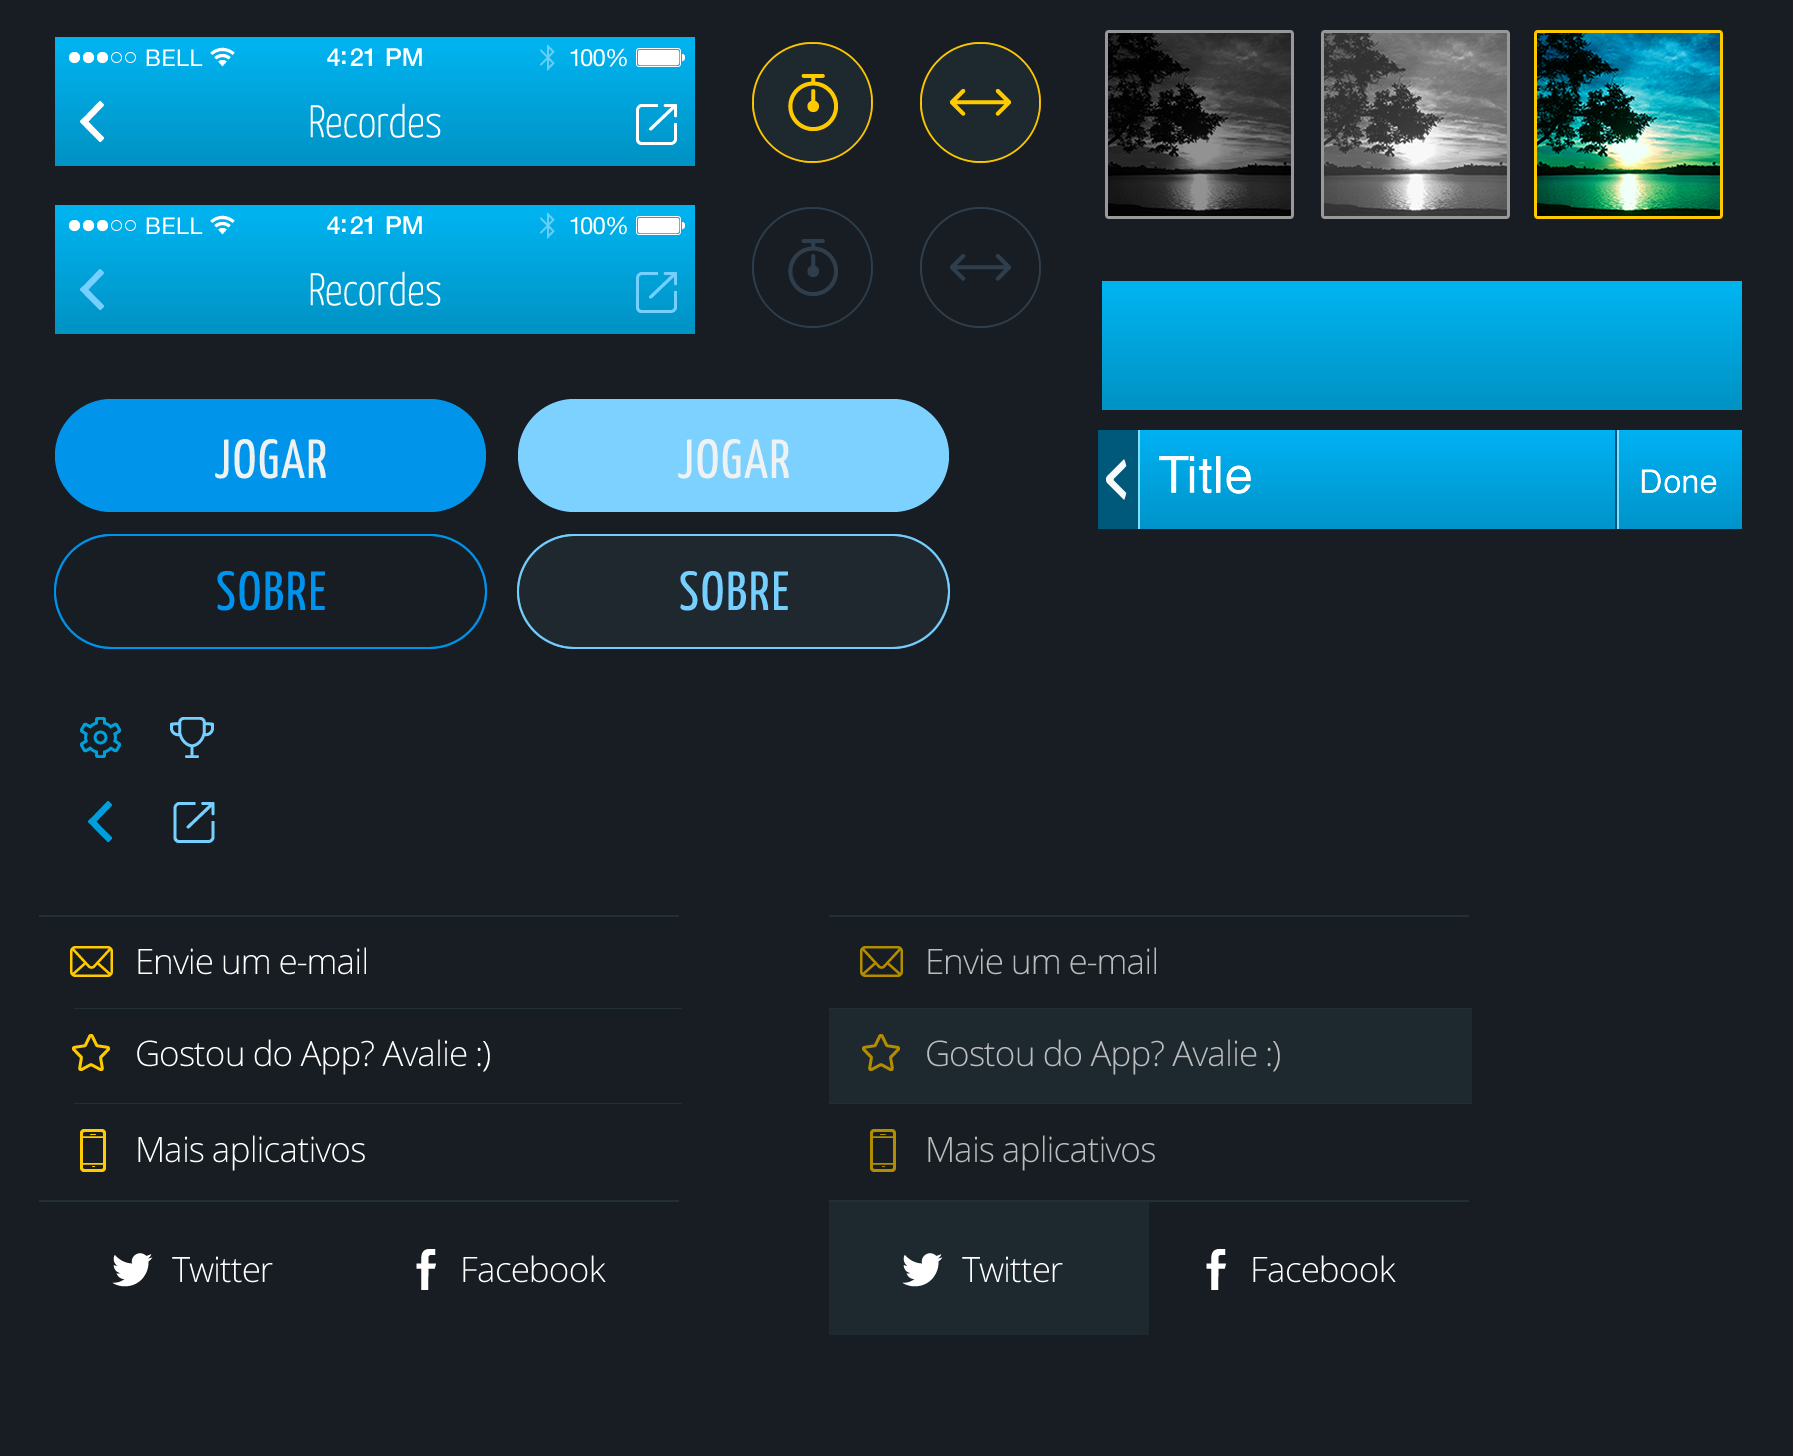 BELL 4:21 PM 100%
Recordes
BELL 4:21 PM 100%
Recordes
JOGAR JOGAR
SOBRE SOBRE
Title Done
Envie um e-mail
Gostou do App? Avalie :)
Mais aplicativos
Twitter Facebook
Envie um e-mail
Gostou do App? Avalie :)
Mais aplicativos
Twitter Facebook